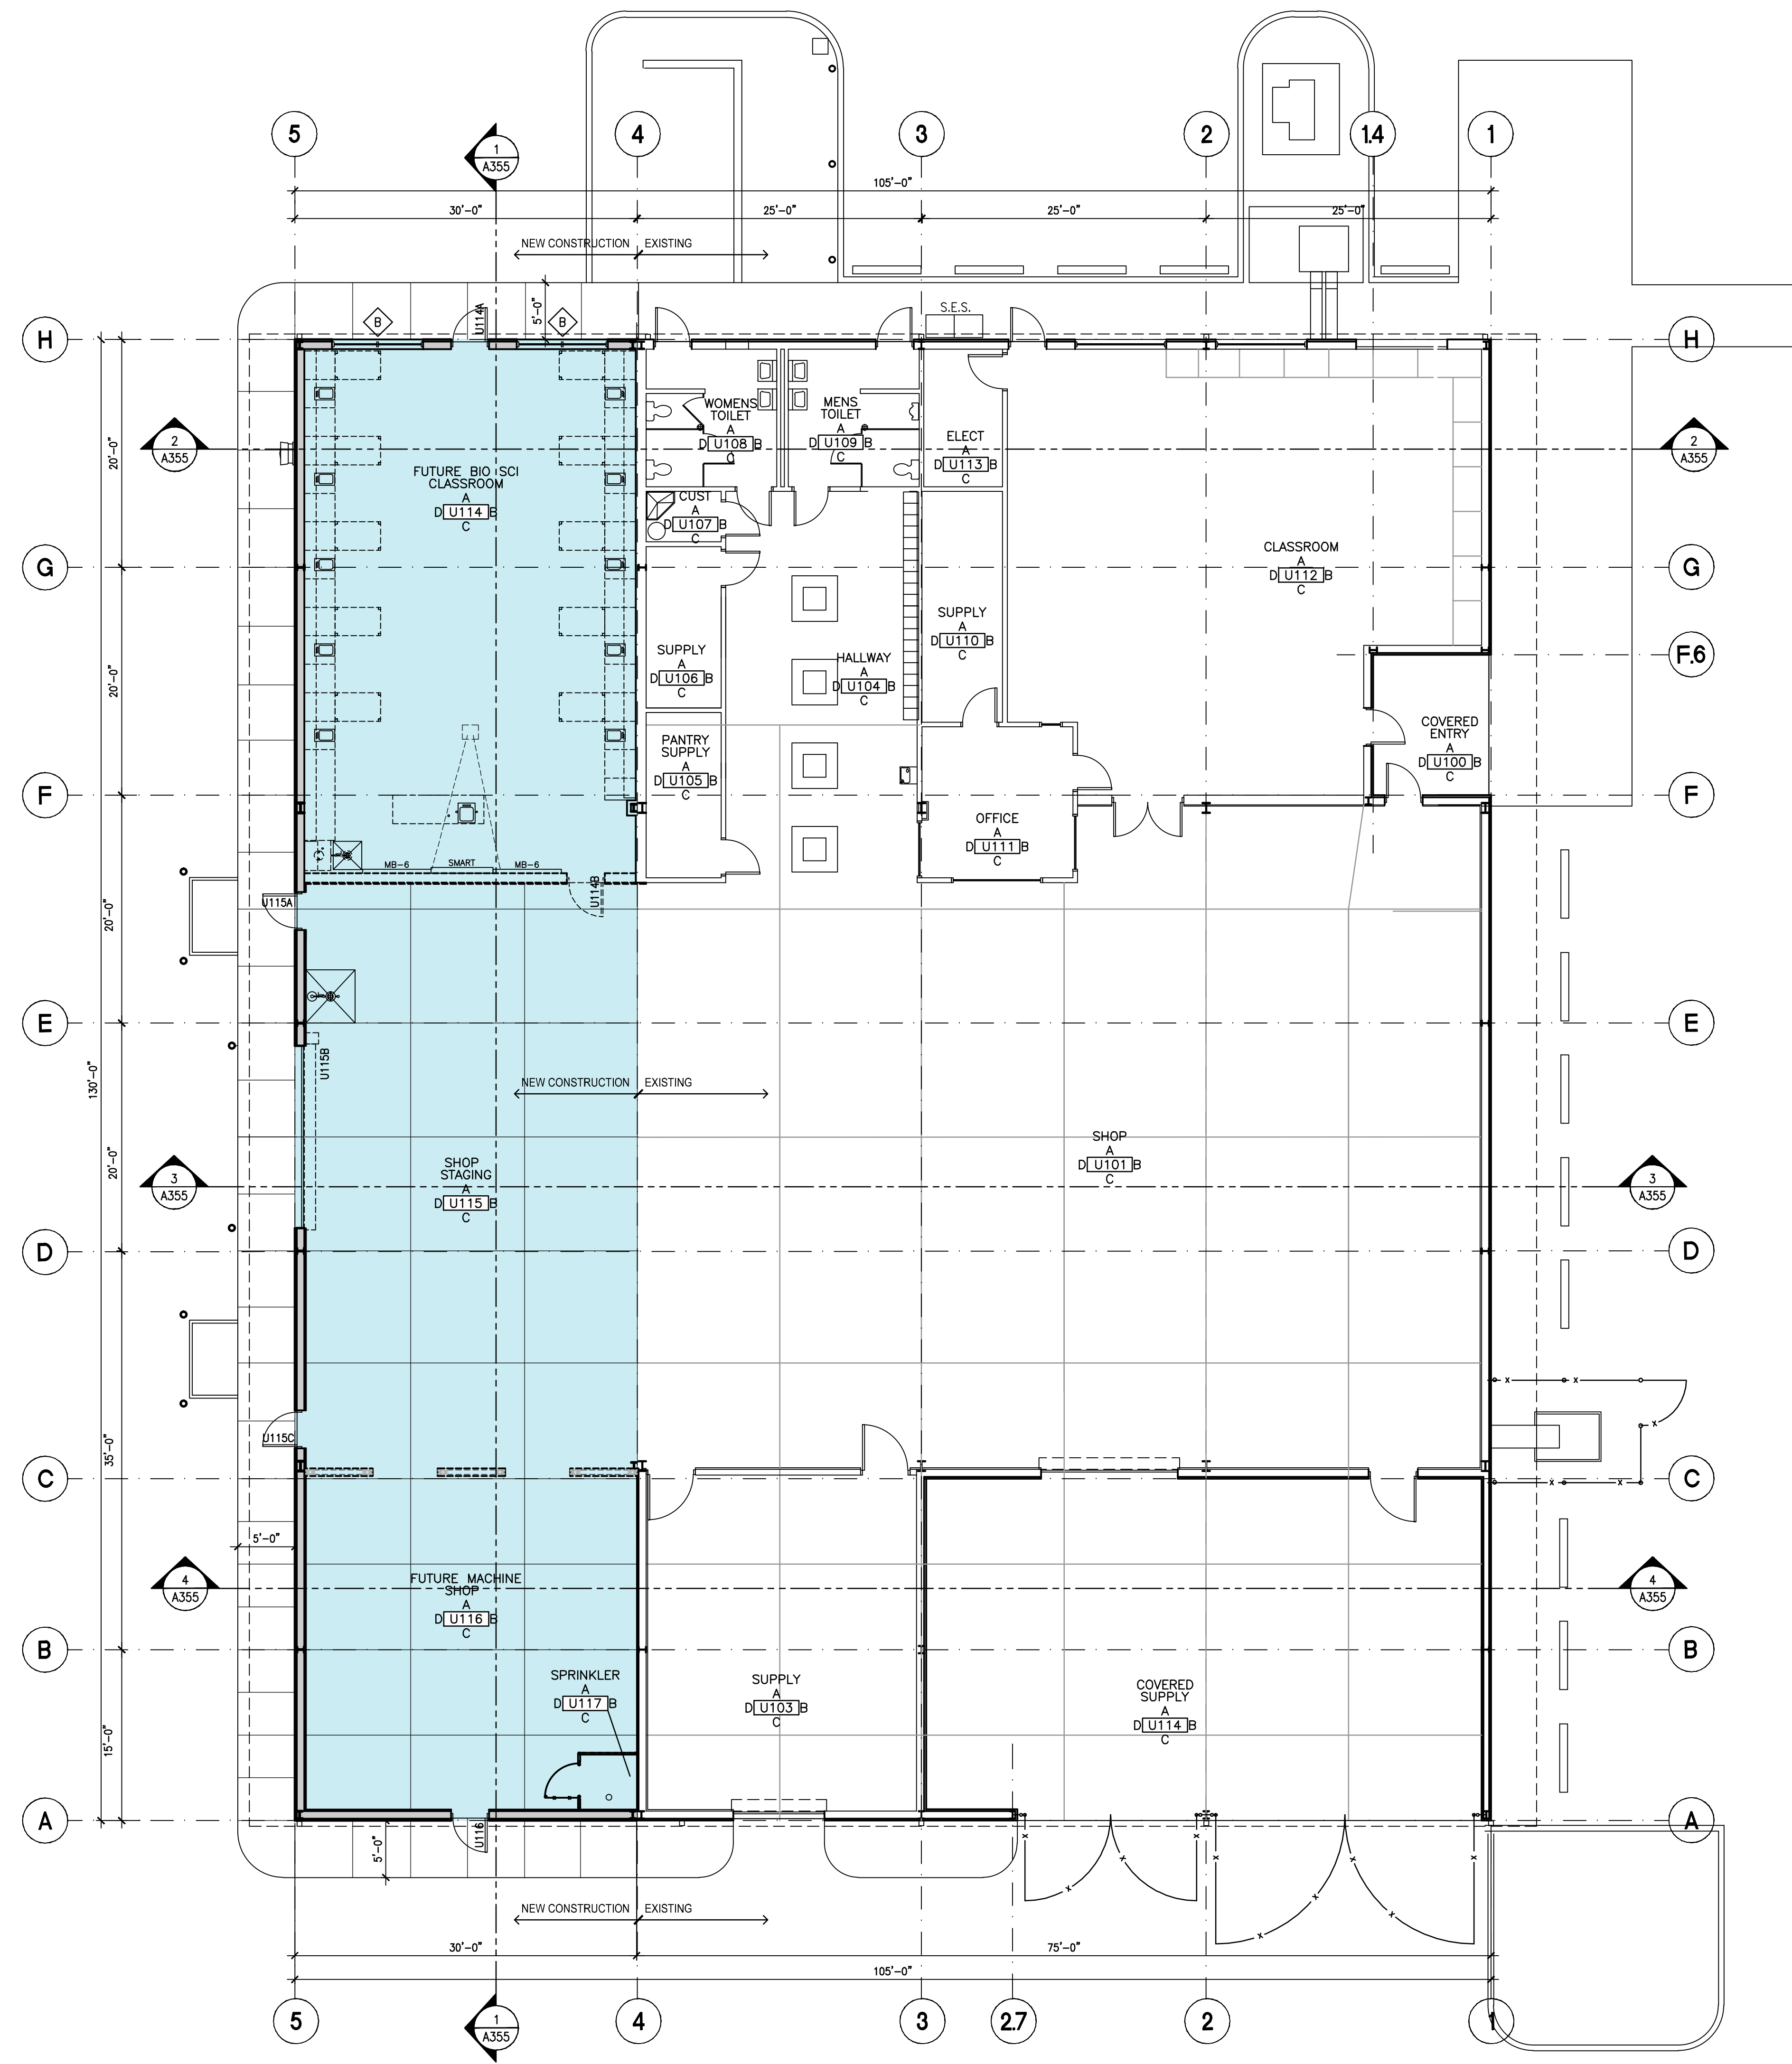 5
4
3
2
1.4
1
1
A355
105'-0"
30'-0"
25'-0"
25'-0"
25'-0"
NEW CONSTRUCTION
EXISTING
S.E.S.
5'-0"
U114A
B
B
H
H
20'-0"
2
A355
2
A355
WOMENS
TOILET
A
D U108 B
C
MENS
TOILET
A
D U109 B
C
ELECT
A
D U113 B
C
FUTURE BIO SCI
CLASSROOM
A
D U114 B
C
CUST
A
D U107 B
C
CLASSROOM
A
D U112 B
C
G
G
SUPPLY
A
D U106 B
C
HALLWAY
A
D U104 B
C
SUPPLY
A
D U110 B
C
F.6
20'-0"
PANTRY
SUPPLY
A
D U105 B
C
COVERED
ENTRY
A
D U100 B
C
F
F
OFFICE
A
D U111 B
C
MB-6
SMART
MB-6
U114B
U115A
20'-0"
E
E
U115B
130'-0"
NEW CONSTRUCTION
EXISTING
20'-0"
SHOP
STAGING
A
D U115 B
C
SHOP
A
D U101 B
C
3
A355
3
A355
D
D
X
X
X
U115C
35'-0"
C
C
X
X
X
5'-0"
4
A355
4
A355
FUTURE MACHINE
SHOP
A
D U116 B
C
B
B
SPRINKLER
A
D U117 B
C
SUPPLY
A
D U103 B
C
COVERED
SUPPLY
A
D U114 B
C
15'-0"
A
A
U116
5'-0"
X
X
X
X
X
X
X
X
X
X
NEW CONSTRUCTION
EXISTING
30'-0"
75'-0"
105'-0"
5
1
A355
4
3
2.7
2
1